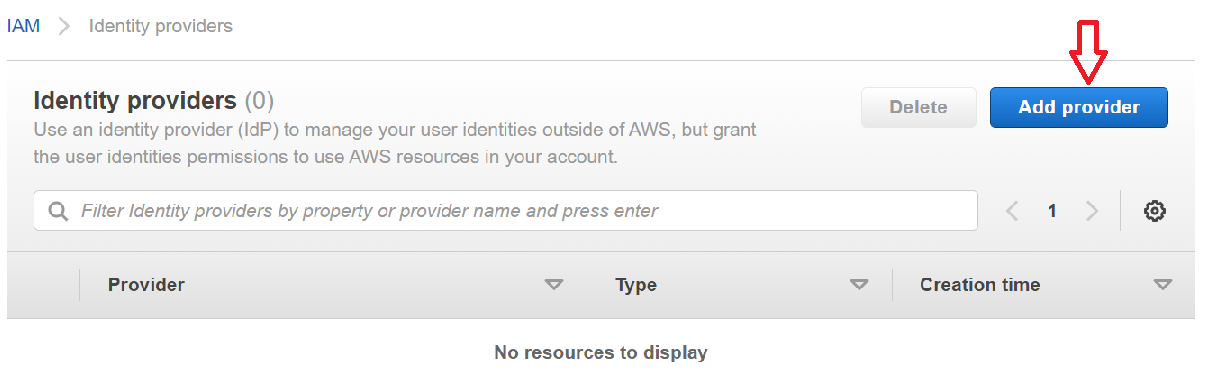 IAM > Identity providers
Identity providers (0)
Delete
Add provider
Use an identity provider (IdP) to manage your user identities outside of AWS, but grant
the user identities permissions to use AWS resources in your account.
Filter Identity providers by property or provider name and press enter
1
Provider
Type
Creation time
No resources to display